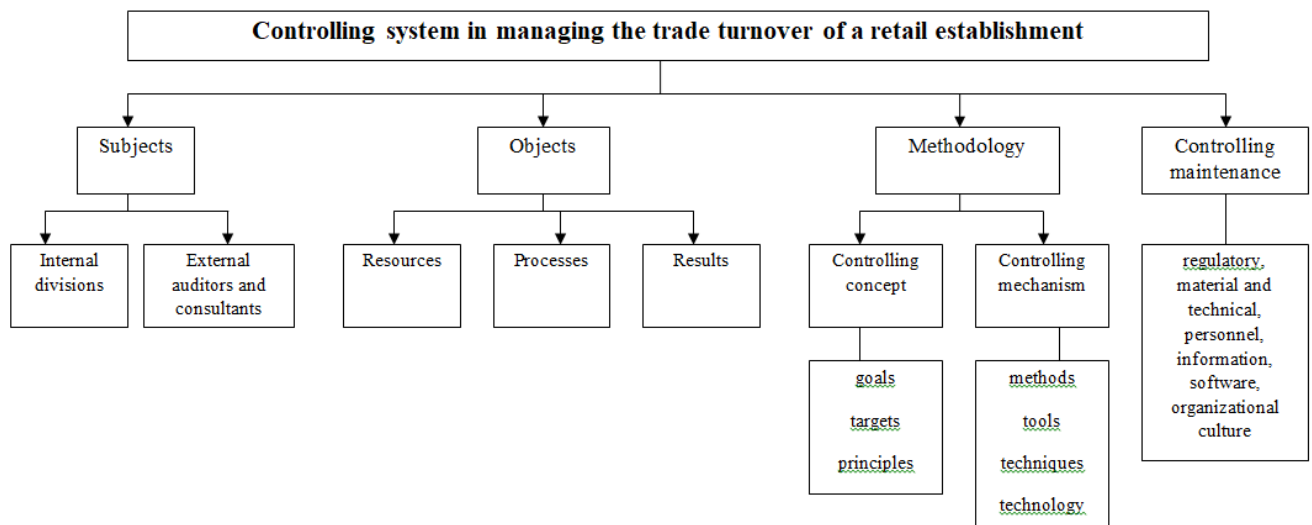 Controlling system in managing the trade turnover of a retail establishment
Subjects
Objects
Methodology
Controlling
maintenance
Internal
divisions
External
auditors and
consultants
Resources
Processes
Results
Controlling
concept
Controlling
mechanism
regulatory,
material and
technical,
personnel,
information,
software,
organizational
culture
goals
targets
principles
methods
tools
techniques
technology